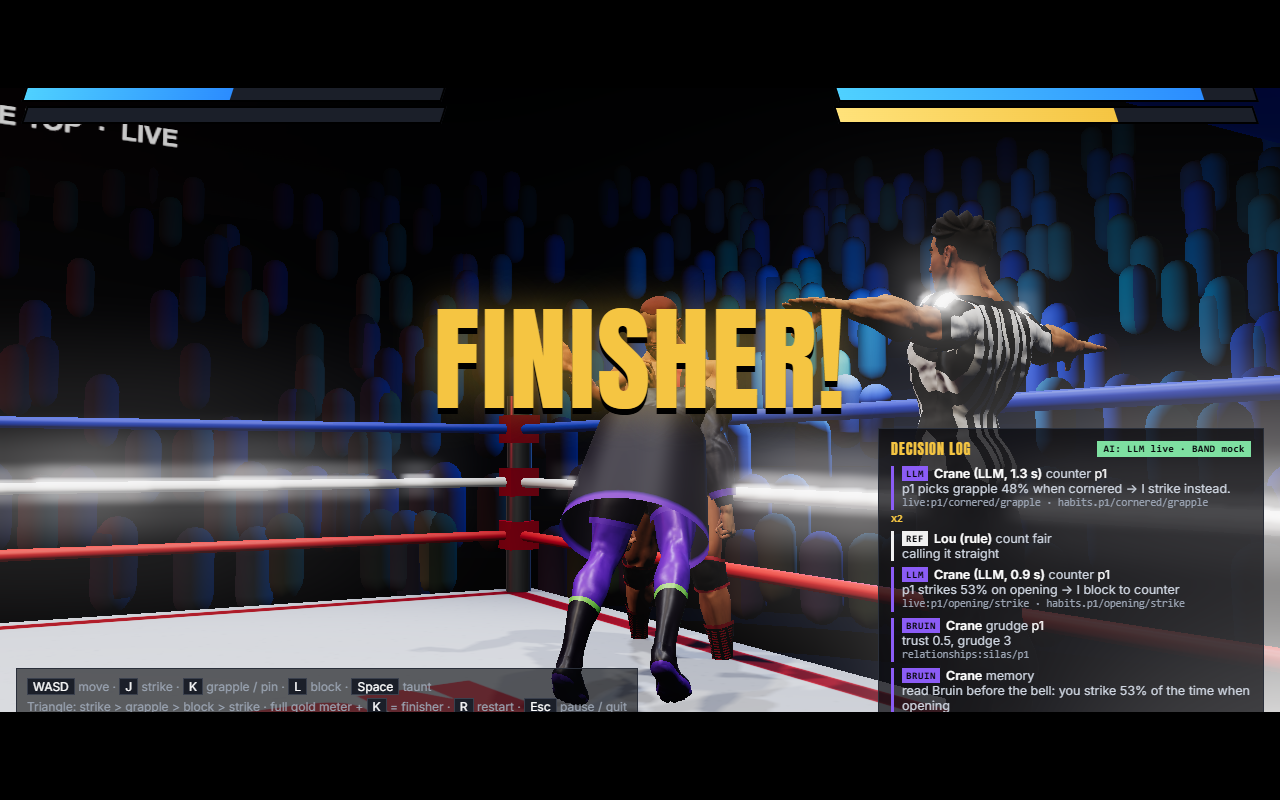 LIVE
FINISHER!
DECISION LOG
AI: LLM live · BAND mock
LLM Crane (LLM, 1.3 s) counter p1
p1 picks grapple 48% when cornered → I strike instead.
live:p1/cornered/grapple · habits.p1/cornered/grapple
x2
REF Lou (rule) count fair
calling it straight
LLM Crane (LLM, 0.9 s) counter p1
p1 strikes 53% on opening → I block to counter
live:p1/opening/strike · habits.p1/opening/strike
BRUIN Crane grudge p1
trust 0.5, grudge 3
relationships:silas/p1
BRUIN Crane memory
read Bruin before the bell: you strike 53% of the time when
opening
WASD move · J strike · K grapple / pin · L block · Space taunt
Triangle: strike > grapple > block > strike · full gold meter + K = finisher · R restart · Esc pause / quit